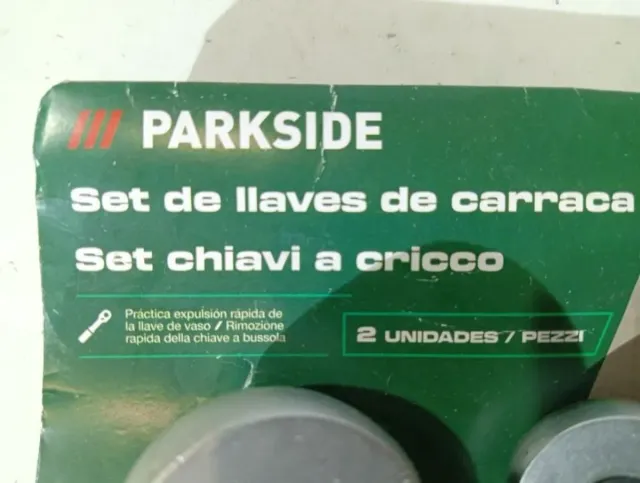 PARKSIDE
Set de llaves de carraca
Set chiavi a cricco
Práctica expulsión rápida de
la llave de vaso / Rimozione
rapida della chiave a bussola
2 UNIDADES / PEZZI